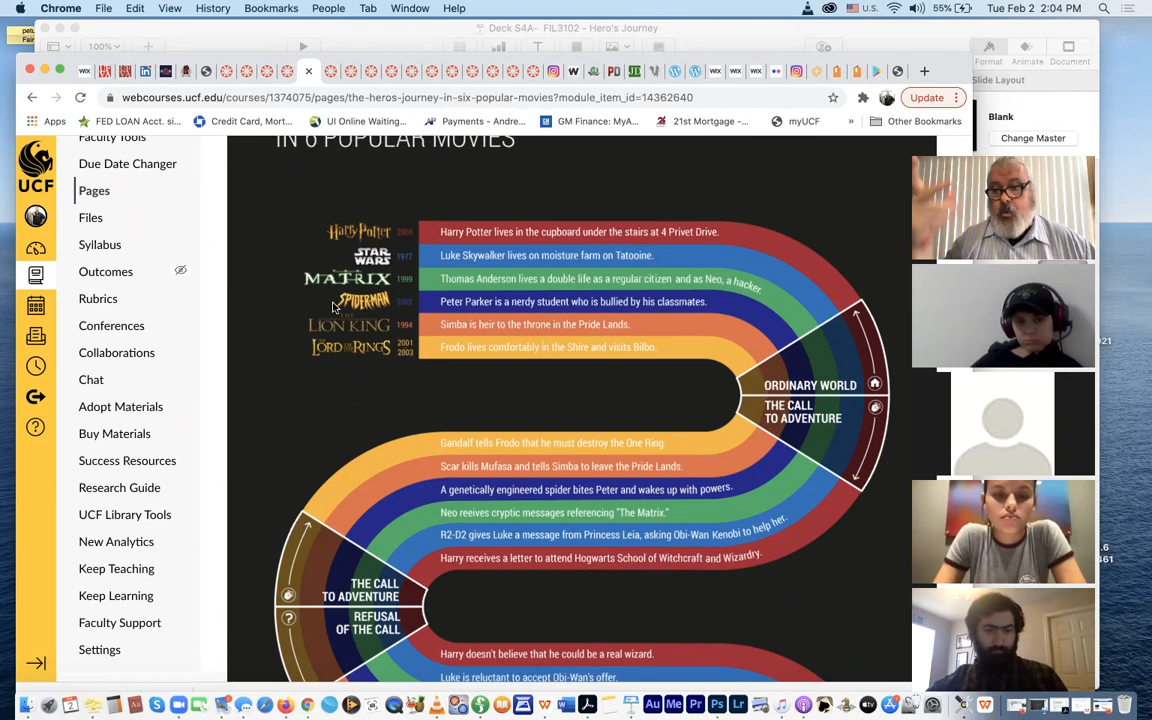 Chrome File Edit View History Bookmarks People Tab Window Help
U.S. 55% Tue Feb 2 2:04 PM
Deck S4A- FIL3102 - Hero's Journey
100%
Format Animate Document
webcourses.ucf.edu/courses/1374075/pages/the-heros-journey-in-six-popular-movies?module_item_id=14362640
Update
Slide Layout
Apps FED LOAN Acct. si... Credit Card, Mort... UI Online Waiting... Payments - Andre... GM Finance: MyA... 21st Mortgage -... myUCF » Other Bookmarks
Blank
Change Master
UCF
Faculty Tools
Due Date Changer
Pages
Files
Syllabus
Outcomes
Rubrics
Conferences
Collaborations
Chat
Adopt Materials
Buy Materials
Success Resources
Research Guide
UCF Library Tools
New Analytics
Keep Teaching
Keep Learning
Faculty Support
Settings
IN 6 POPULAR MOVIES
Harry Potter 2001 Harry Potter lives in the cupboard under the stairs at 4 Privet Drive.
STAR WARS 1977 Luke Skywalker lives on moisture farm on Tatooine.
MATRIX 1999 Thomas Anderson lives a double life as a regular citizen and as Neo, a hacker.
SPIDERMAN 2002 Peter Parker is a nerdy student who is bullied by his classmates.
THE LION KING 1994 Simba is heir to the throne in the Pride Lands.
THE LORD OF THE RINGS 2001 2003 Frodo lives comfortably in the Shire and visits Bilbo.
ORDINARY WORLD
THE CALL
TO ADVENTURE
Gandalf tells Frodo that he must destroy the One Ring.
Scar kills Mufasa and tells Simba to leave the Pride Lands.
A genetically engineered spider bites Peter and wakes up with powers.
Neo reeives cryptic messages referencing "The Matrix."
R2-D2 gives Luke a message from Princess Leia, asking Obi-Wan Kenobi to help her.
Harry receives a letter to attend Hogwarts School of Witchcraft and Wizardry.
THE CALL
TO ADVENTURE
REFUSAL
OF THE CALL
Harry doesn't believe that he could be a real wizard.
Luke is reluctant to accept Obi-Wan's offer.